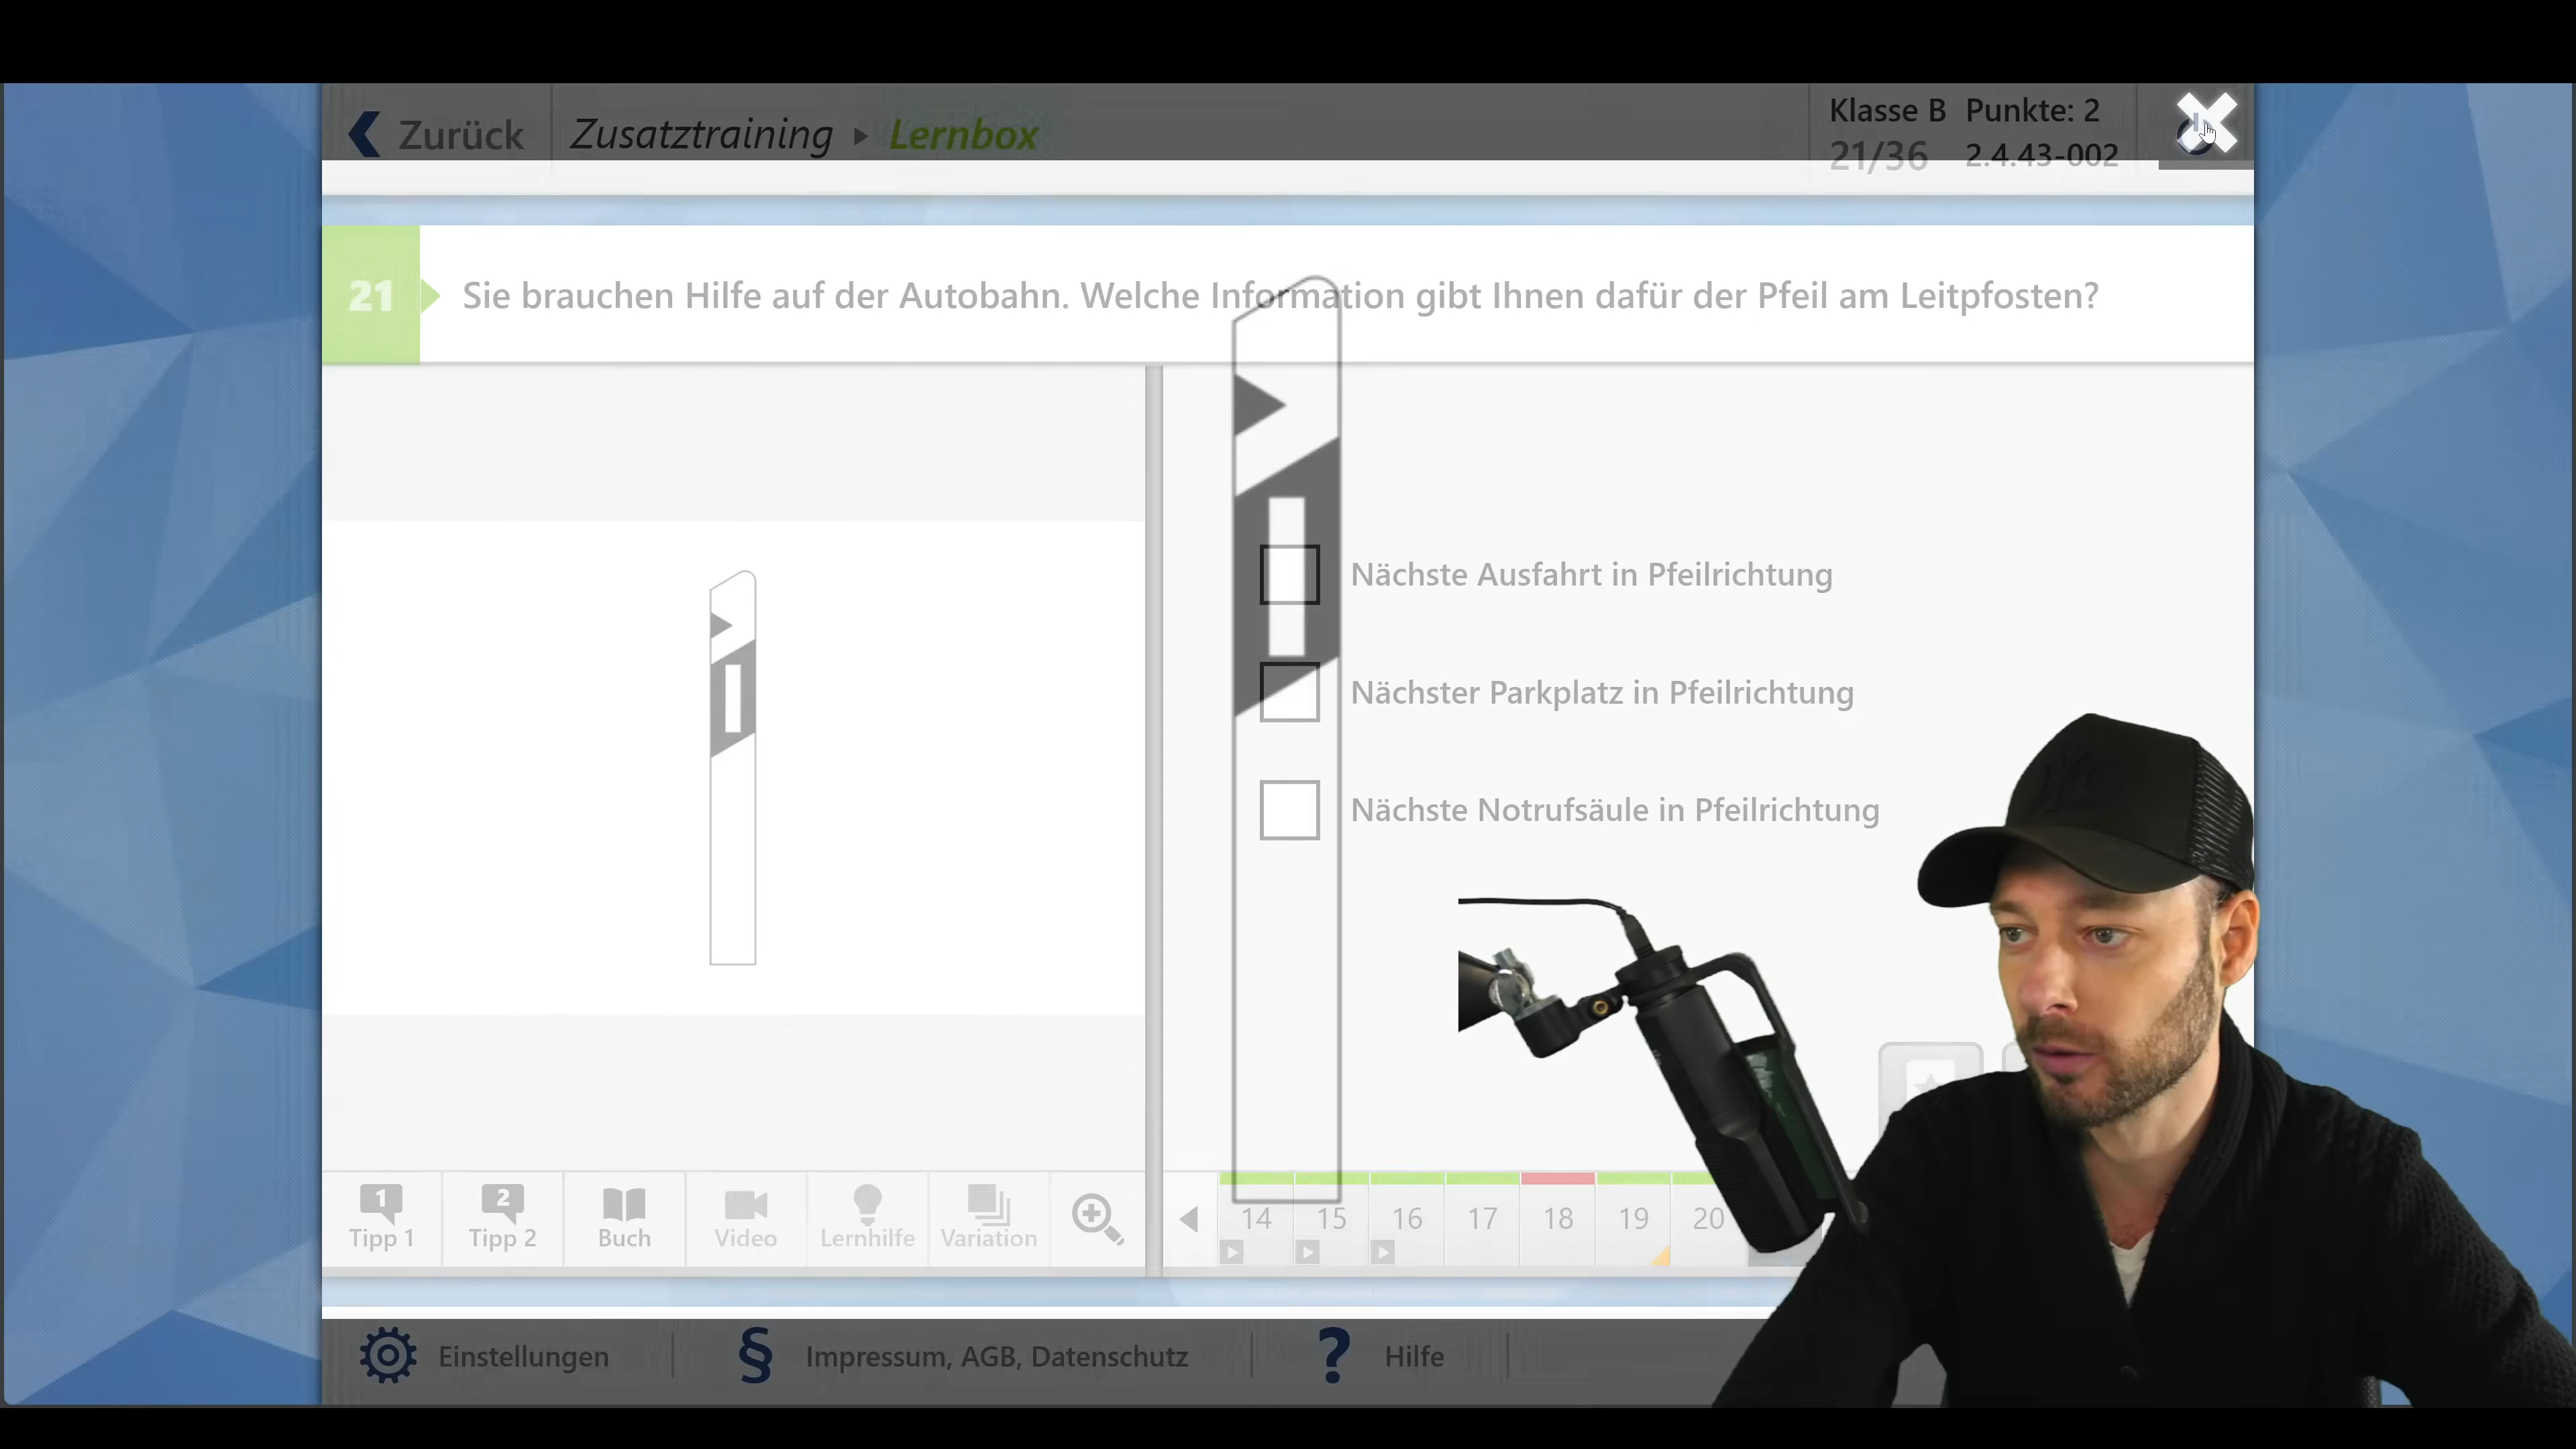 Zurück
Zusatztraining ▸ Lernbox
Klasse B Punkte: 2
21/36 2.4.43-002
21 Sie brauchen Hilfe auf der Autobahn. Welche Information gibt Ihnen dafür der Pfeil am Leitpfosten?
Nächste Ausfahrt in Pfeilrichtung
Nächster Parkplatz in Pfeilrichtung
Nächste Notrufsäule in Pfeilrichtung
1 2
Tipp 1 Tipp 2 Buch Video Lernhilfe Variation
14 15 16 17 18 19 20
Einstellungen § Impressum, AGB, Datenschutz ? Hilfe